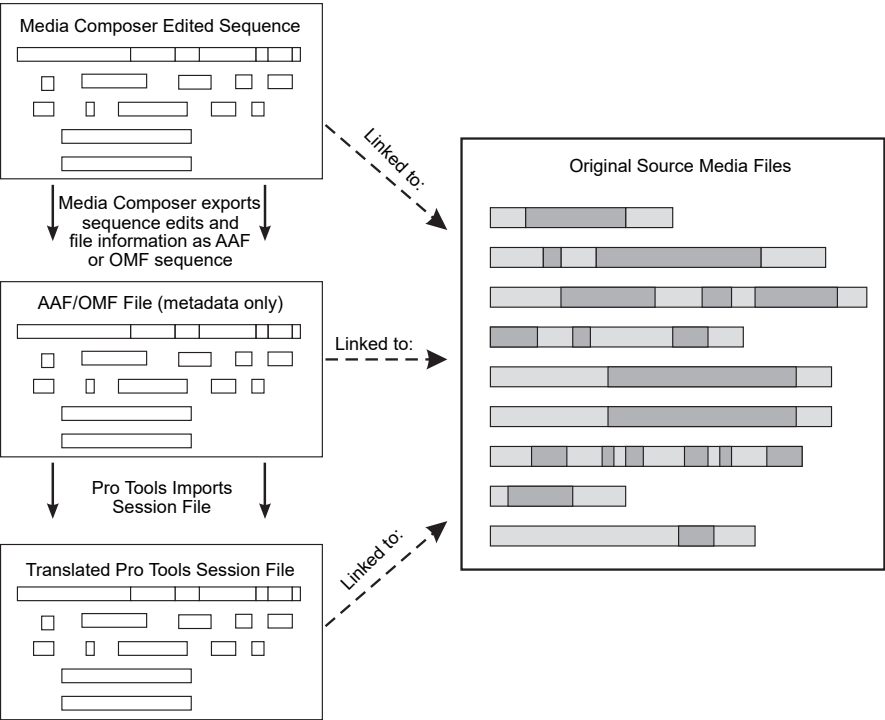 Media Composer Edited Sequence
Linked to:
Original Source Media Files
Media Composer exports
sequence edits and
file information as AAF
or OMF sequence
AAF/OMF File (metadata only)
Linked to:
Pro Tools Imports
Session File
Linked to:
Translated Pro Tools Session File